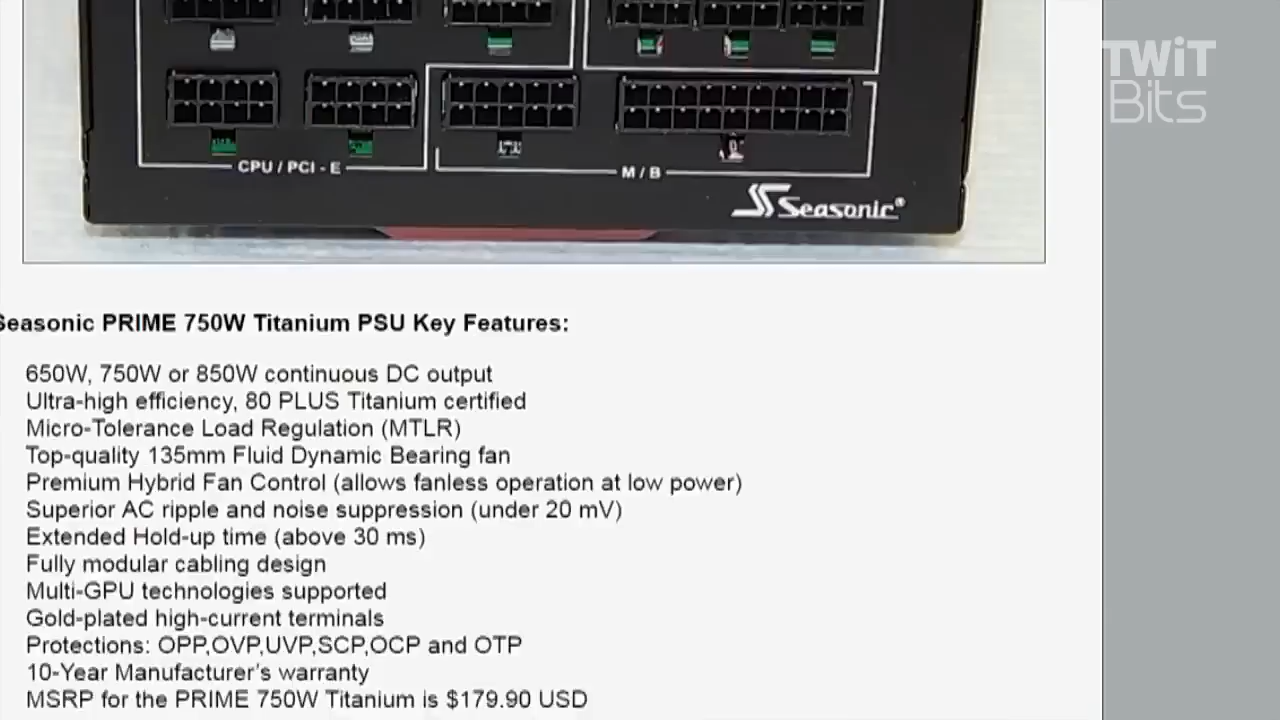 TWiT
Bits
CPU / PCI - E
M / B
Seasonic®
Seasonic PRIME 750W Titanium PSU Key Features:
650W, 750W or 850W continuous DC output
Ultra-high efficiency, 80 PLUS Titanium certified
Micro-Tolerance Load Regulation (MTLR)
Top-quality 135mm Fluid Dynamic Bearing fan
Premium Hybrid Fan Control (allows fanless operation at low power)
Superior AC ripple and noise suppression (under 20 mV)
Extended Hold-up time (above 30 ms)
Fully modular cabling design
Multi-GPU technologies supported
Gold-plated high-current terminals
Protections: OPP,OVP,UVP,SCP,OCP and OTP
10-Year Manufacturer's warranty
MSRP for the PRIME 750W Titanium is $179.90 USD